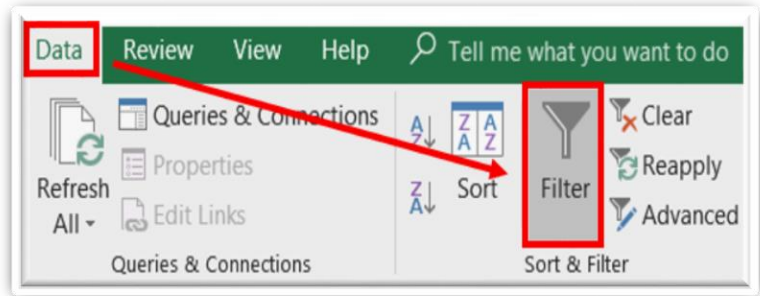 Data Review View Help Tell me what you want to do
Queries & Connections
Properties
Edit Links
Refresh
All
Queries & Connections
A
Z
Z
A
Z A
A Z
Sort
Filter
Clear
Reapply
Advanced
Sort & Filter